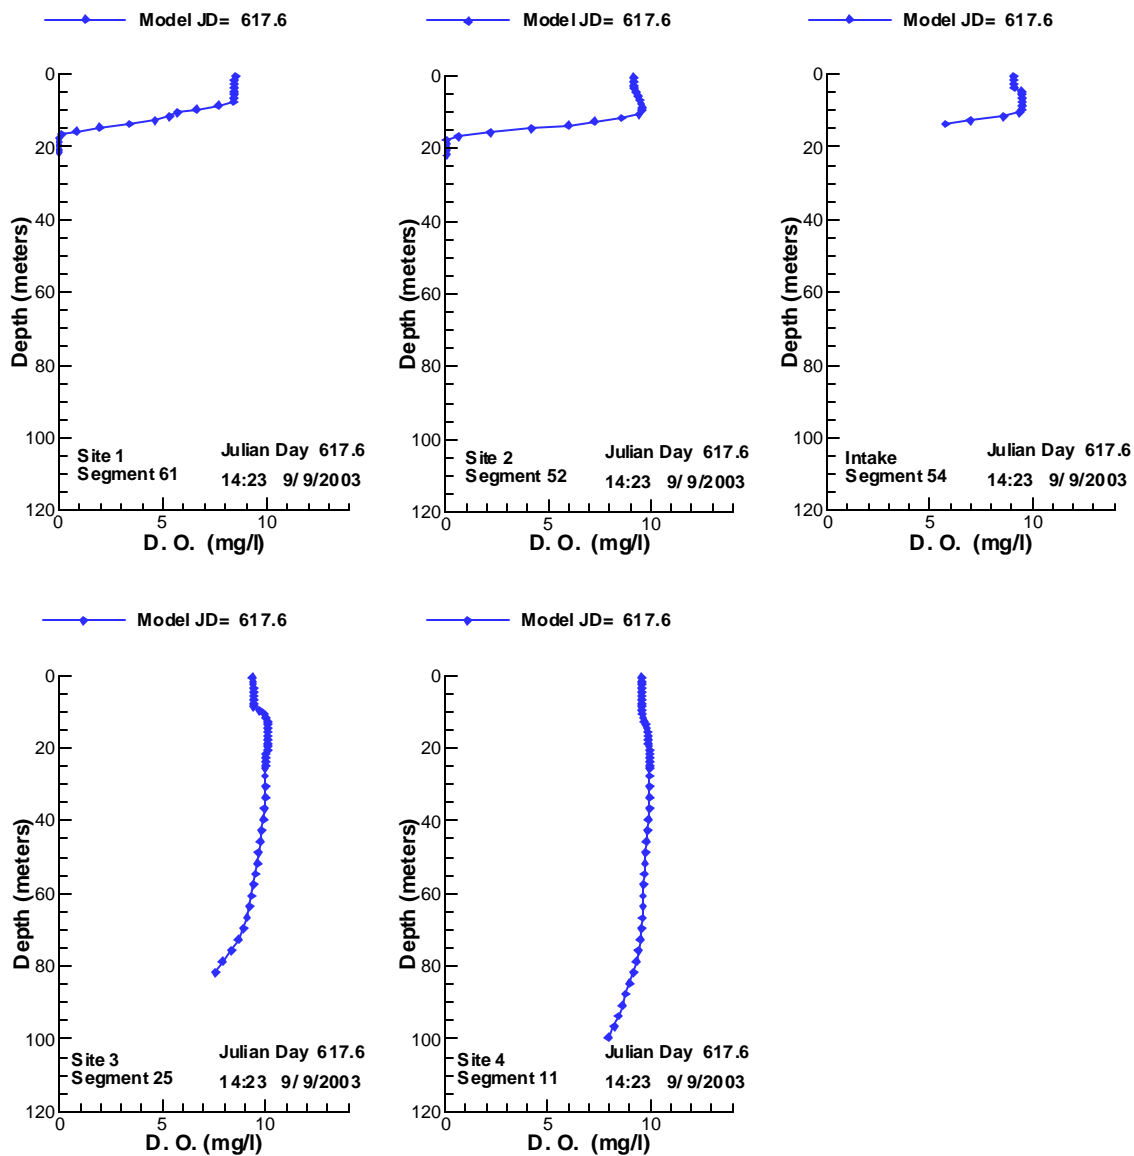 Model JD= 617.6
0
20
40
60
80
100
120
Depth (meters)
Site 1
Segment 61
Julian Day 617.6
14:23 9/ 9/2003
0 5 10
D. O. (mg/l)
Model JD= 617.6
0
20
40
60
80
100
120
Depth (meters)
Site 2
Segment 52
Julian Day 617.6
14:23 9/ 9/2003
0 5 10
D. O. (mg/l)
Model JD= 617.6
0
20
40
60
80
100
120
Depth (meters)
Intake
Segment 54
Julian Day 617.6
14:23 9/ 9/2003
0 5 10
D. O. (mg/l)
Model JD= 617.6
0
20
40
60
80
100
120
Depth (meters)
Site 3
Segment 25
Julian Day 617.6
14:23 9/ 9/2003
0 5 10
D. O. (mg/l)
Model JD= 617.6
0
20
40
60
80
100
120
Depth (meters)
Site 4
Segment 11
Julian Day 617.6
14:23 9/ 9/2003
0 5 10
D. O. (mg/l)